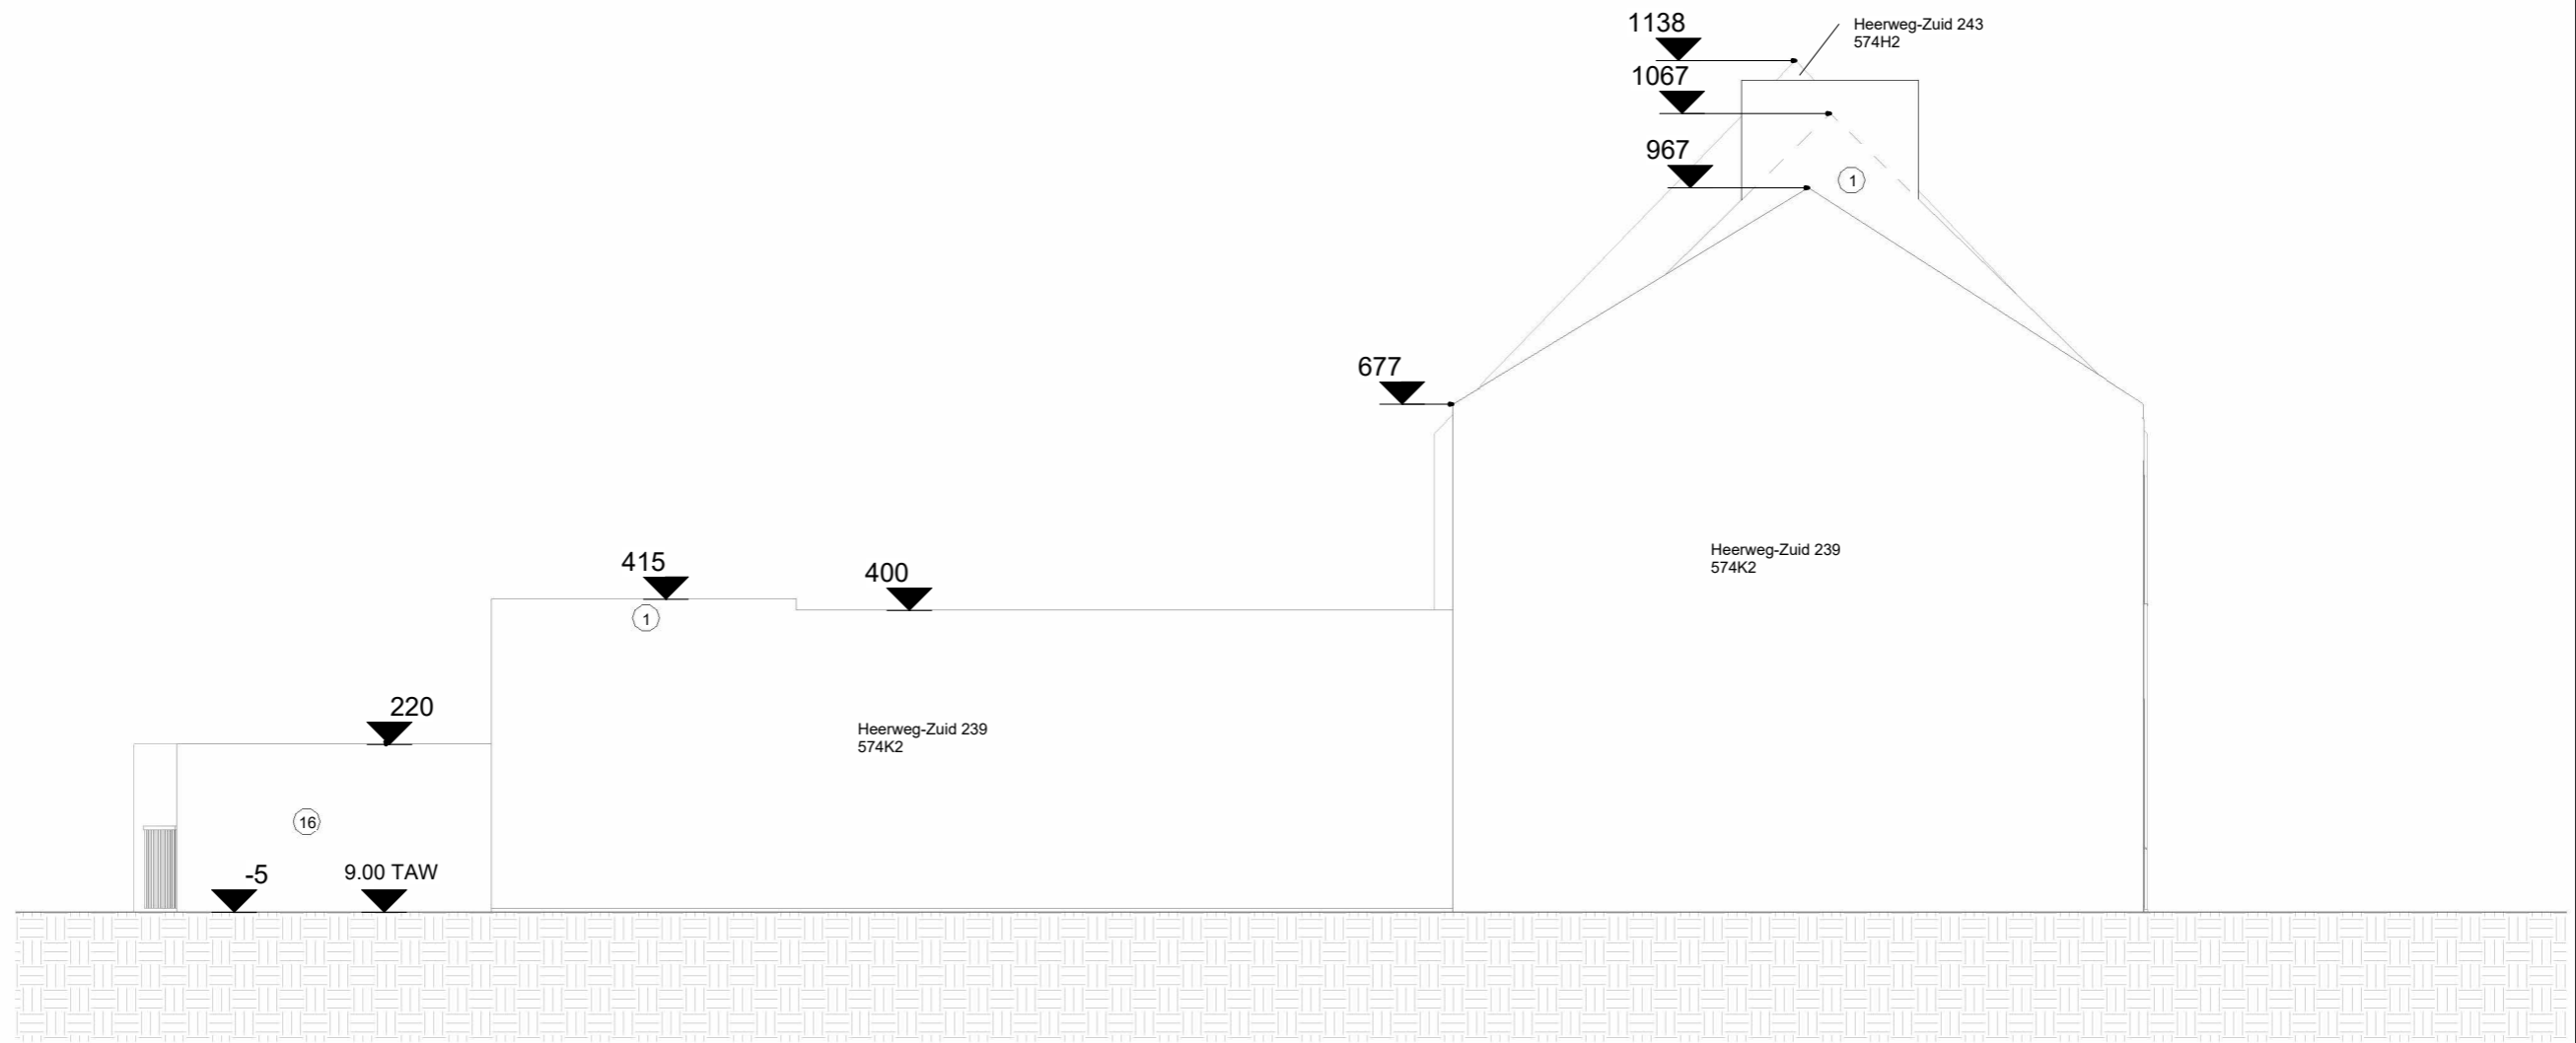 1138
Heerweg-Zuid 243
574H2
1067
967
1
677
Heerweg-Zuid 239
574K2
415
400
1
220
Heerweg-Zuid 239
574K2
16
-5
9.00 TAW